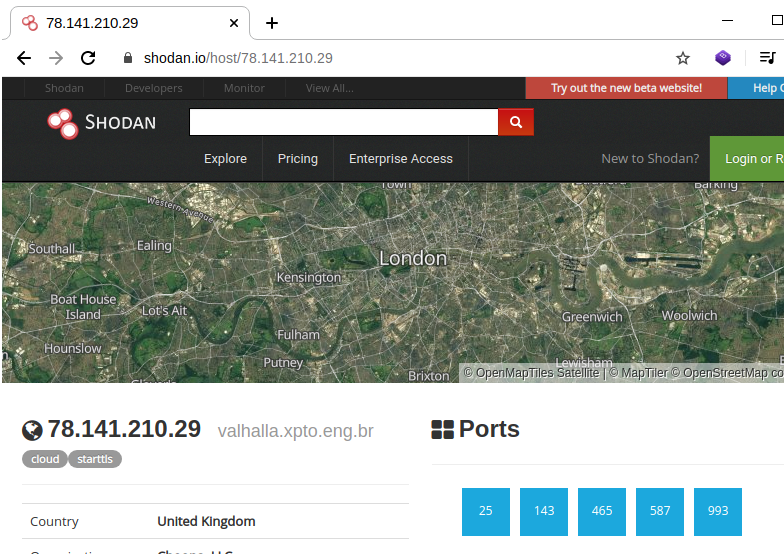 78.141.210.29
shodan.io/host/78.141.210.29
Shodan Developers Monitor View All... Try out the new beta website! Help
SHODAN
Explore Pricing Enterprise Access New to Shodan? Login or R
Town Barking
Western Avenue
Southall Ealing London
Kensington
Boat House Island Lot's Ait Greenwich Woolwich
Fulham
Hounslow Putney Lewisham
Brixton © OpenMapTiles Satellite | © MapTiler © OpenStreetMap co
78.141.210.29 valhalla.xpto.eng.br
cloud starttls
Ports
25 143 465 587 993
Country United Kingdom